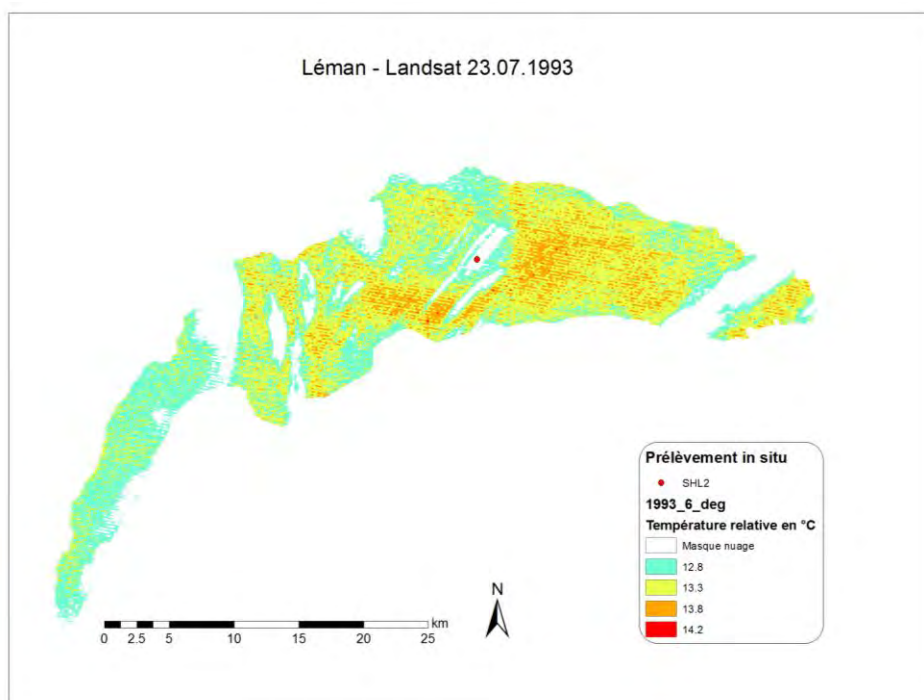 Léman - Landsat 23.07.1993
Prélèvement in situ
SHL2
1993_6_deg
Température relative en °C
Masque nuage
12.8
13.3
13.8
14.2
N
km
0 2.5 5 10 15 20 25